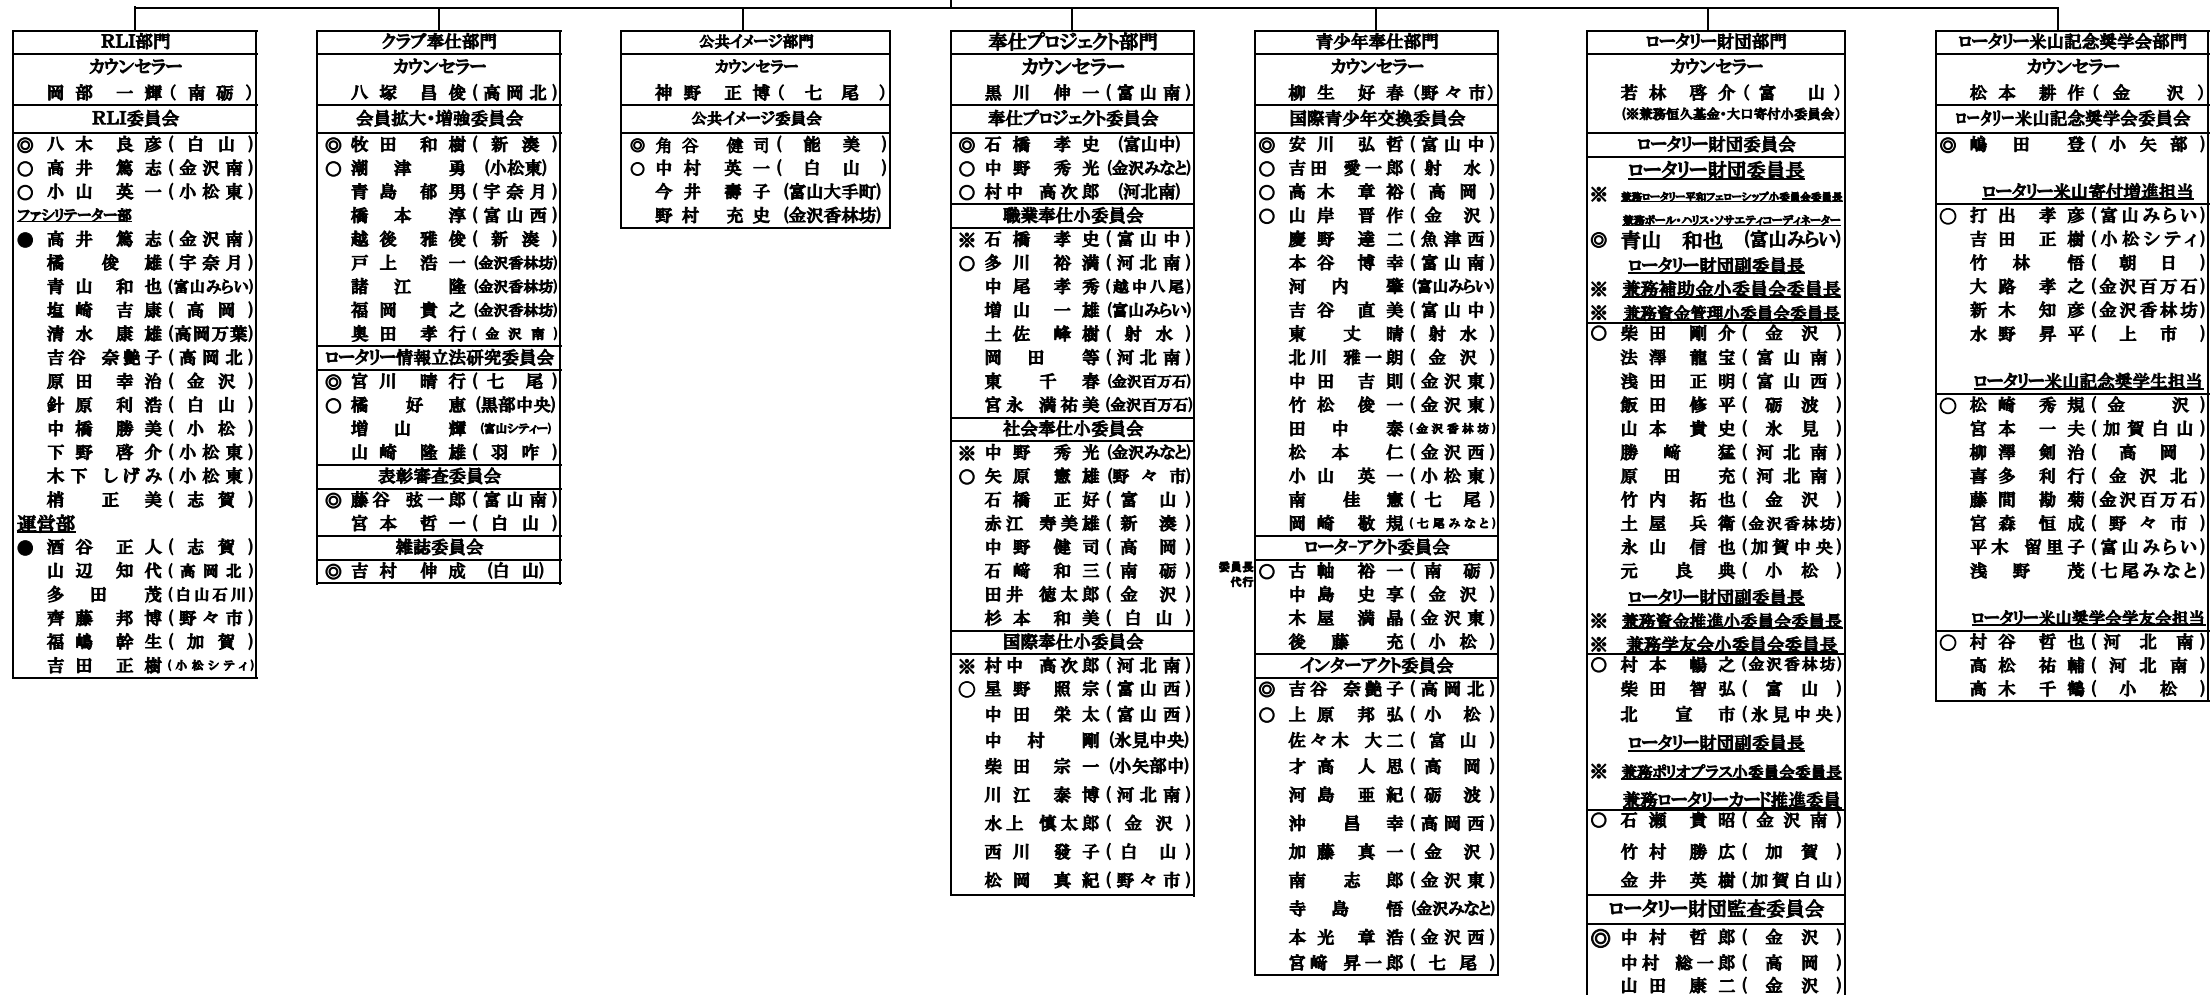 RLI部門
カウンセラー
岡部 一輝(南砺)
RLI委員会
◎ 八木 良彦(白山)
○ 高井 篤志(金沢南)
○ 小山 英一(小松東)
ファシリテーター部
● 高井 篤志(金沢南)
橘 俊雄(宇奈月)
青山 和也(富山みらい)
塩崎 吉康(高岡)
清水 康雄(高岡万葉)
吉谷 奈艶子(高岡北)
原田 幸治(金沢)
針原 利浩(白山)
中橋 勝美(小松)
下野 啓介(小松東)
木下 しげみ(小松東)
梢 正美(志賀)
運営部
● 酒谷 正人(志賀)
山辺 知代(高岡北)
多田 茂(白山石川)
齊藤 邦博(野々市)
福嶋 幹生(加賀)
吉田 正樹(小松シティ)
クラブ奉仕部門
カウンセラー
八塚 昌俊(高岡北)
会員拡大・増強委員会
◎ 牧田 和樹(新湊)
○ 潮津 勇(小松東)
青島 郁男(宇奈月)
橋本 淳(富山西)
越後 雅俊(新湊)
戸上 浩一(金沢香林坊)
諸江 隆(金沢香林坊)
福岡 貴之(金沢香林坊)
奥田 孝行(金沢南)
ロータリー情報立法研究委員会
◎ 宮川 晴行(七尾)
○ 橘 好恵(黒部中央)
増山 輝(富山シティー)
山崎 隆雄(羽咋)
表彰審査委員会
◎ 藤谷 弦一郎(富山南)
宮本 哲一(白山)
雑誌委員会
◎ 吉村 伸成(白山)
公共イメージ部門
カウンセラー
神野 正博(七尾)
公共イメージ委員会
◎ 角谷 健司(能美)
○ 中村 英一(白山)
今井 壽子(富山大手町)
野村 充史(金沢香林坊)
奉仕プロジェクト部門
カウンセラー
黒川 伸一(富山南)
奉仕プロジェクト委員会
◎ 石橋 孝史(富山中)
○ 中野 秀光(金沢みなと)
○ 村中 高次郎(河北南)
職業奉仕小委員会
※ 石橋 孝史(富山中)
○ 多川 裕満(河北南)
中尾 孝秀(越中八尾)
増山 一雄(富山みらい)
土佐 峰樹(射水)
岡田 等(河北南)
東 千春(金沢百万石)
宮永 満祐美(金沢百万石)
社会奉仕小委員会
※ 中野 秀光(金沢みなと)
○ 矢原 憲雄(野々市)
石橋 正好(富山)
赤江 寿美雄(新湊)
中野 健司(高岡)
石﨑 和三(南砺)
田井 徳太郎(金沢)
杉本 和美(白山)
国際奉仕小委員会
※ 村中 高次郎(河北南)
○ 星野 照宗(富山西)
中田 栄太(富山西)
中村 剛(氷見中央)
柴田 宗一(小矢部中)
川江 泰博(河北南)
水上 慎太郎(金沢)
西川 發子(白山)
松岡 真紀(野々市)
青少年奉仕部門
カウンセラー
柳生 好春(野々市)
国際青少年交換委員会
◎ 安川 弘哲(富山中)
○ 吉田 愛一郎(射水)
○ 高木 章裕(高岡)
○ 山岸 晋作(金沢)
慶野 達二(魚津西)
本谷 博幸(富山南)
河内 肇(富山みらい)
吉谷 直美(富山中)
東 丈晴(射水)
北川 雅一朗(金沢)
中田 吉則(金沢東)
竹松 俊一(金沢東)
田中 泰(金沢香林坊)
松本 仁(金沢西)
小山 英一(小松東)
南 佳憲(七尾)
岡崎 敬規(七尾みなと)
ロータ-アクト委員会
委員長代行 ○ 古軸 裕一(南砺)
中島 史享(金沢)
木屋 満晶(金沢東)
後藤 充(小松)
インターアクト委員会
◎ 吉谷 奈艶子(高岡北)
○ 上原 邦弘(小松)
佐々木 大二(富山)
才高 人思(高岡)
河島 亜紀(砺波)
沖 昌幸(高岡西)
加藤 真一(金沢)
南 志郎(金沢東)
寺島 悟(金沢みなと)
本光 章浩(金沢西)
宮﨑 昇一郎(七尾)
ロータリー財団部門
カウンセラー
若林 啓介(富山)
(※兼務恒久基金・大口寄付小委員会)
ロータリー財団委員会
ロータリー財団委員長
※ 兼務ロータリー平和フェローシップ小委員会委員長
兼務ポール・ハリス・ソサエティコーディネーター
◎ 青山 和也(富山みらい)
ロータリー財団副委員長
※ 兼務補助金小委員会委員長
※ 兼務資金管理小委員会委員長
○ 柴田 剛介(金沢)
法澤 龍宝(富山南)
浅田 正明(富山西)
飯田 修平(砺波)
山本 貴史(氷見)
勝﨑 猛(河北南)
原田 充(河北南)
竹内 拓也(金沢)
土屋 兵衛(金沢香林坊)
永山 信也(加賀中央)
元 良典(小松)
ロータリー財団副委員長
※ 兼務資金推進小委員会委員長
※ 兼務学友会小委員会委員長
○ 村本 暢之(金沢香林坊)
柴田 智弘(富山)
北 宜市(氷見中央)
ロータリー財団副委員長
※ 兼務ポリオプラス小委員会委員長
兼務ロータリーカード推進委員
○ 石瀬 貴昭(金沢南)
竹村 勝広(加賀)
金井 英樹(加賀白山)
ロータリー財団監査委員会
◎ 中村 哲郎(金沢)
中村 総一郎(高岡)
山田 康二(金沢)
ロータリー米山記念奨学会部門
カウンセラー
松本 耕作(金沢)
ロータリー米山記念奨学会委員会
◎ 嶋田 登(小矢部)
ロータリー米山寄付増進担当
○ 打出 孝彦(富山みらい)
吉田 正樹(小松シティ)
竹林 悟(朝日)
大路 孝之(金沢百万石)
新木 知彦(金沢香林坊)
水野 昇平(上市)
ロータリー米山記念奨学生担当
○ 松崎 秀規(金沢)
宮本 一夫(加賀白山)
柳澤 剣治(高岡)
喜多 利行(金沢北)
藤間 勘菊(金沢百万石)
宮森 恒成(野々市)
平木 留里子(富山みらい)
浅野 茂(七尾みなと)
ロータリー米山奨学会学友会担当
○ 村谷 哲也(河北南)
高松 祐輔(河北南)
高木 千鶴(小松)